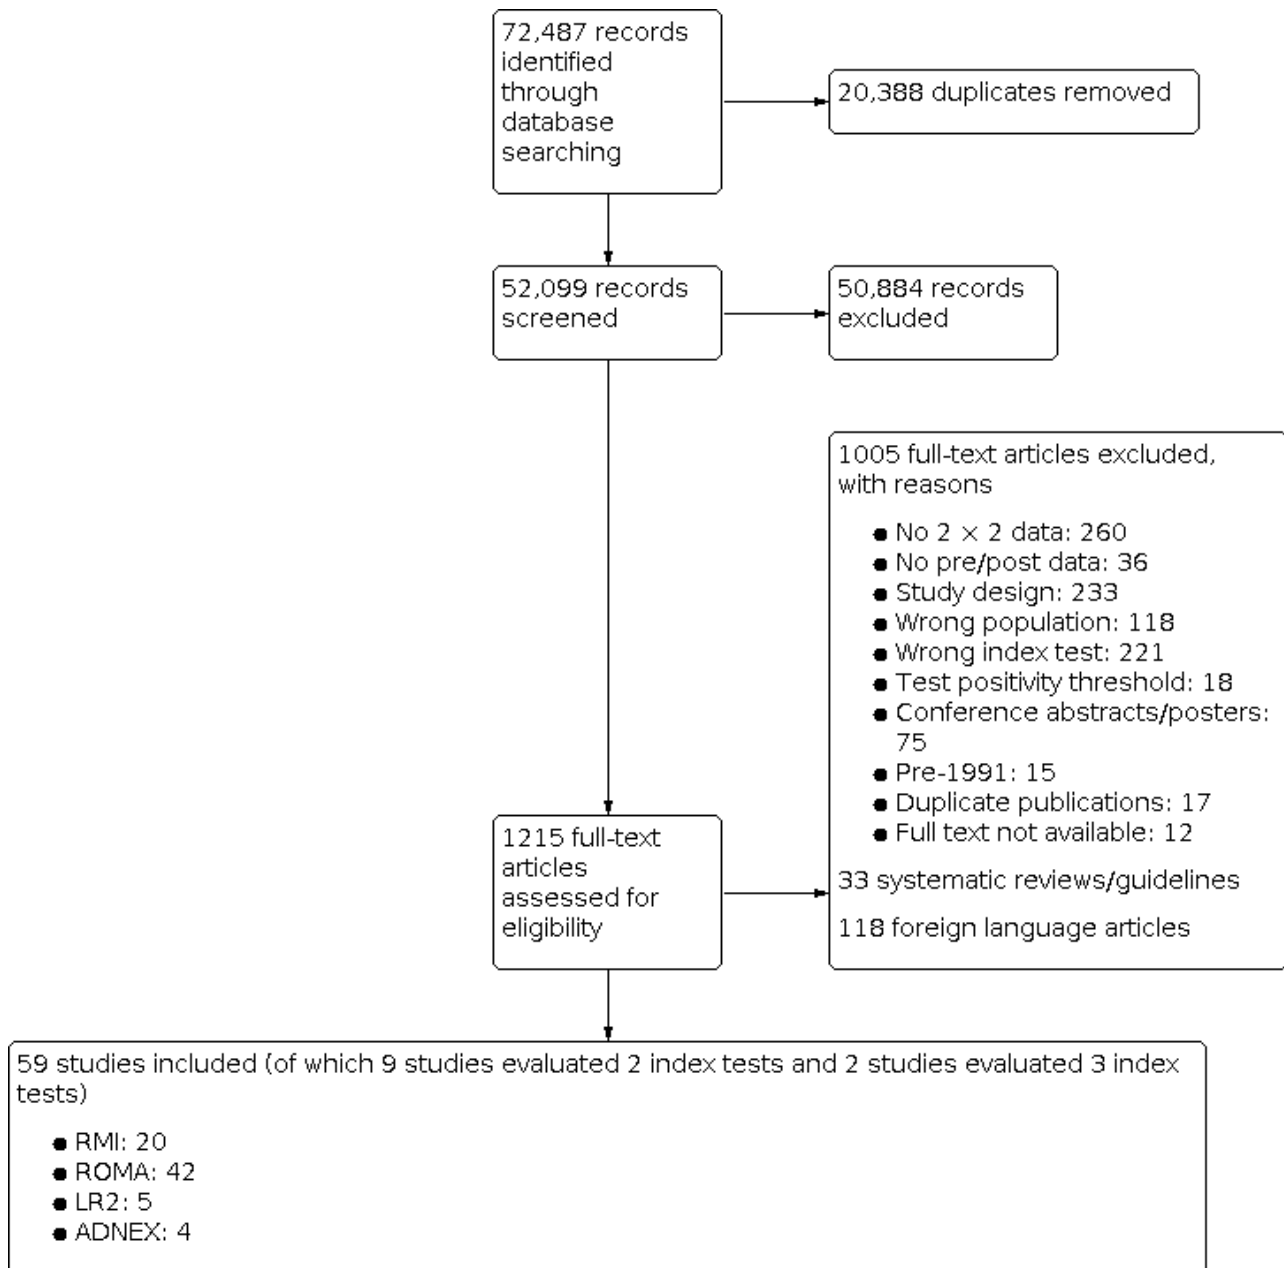 72,487 records
identified
through
database
searching
20,388 duplicates removed
52,099 records
screened
50,884 records
excluded
1005 full-text articles excluded,
with reasons
● No 2 × 2 data: 260
● No pre/post data: 36
● Study design: 233
● Wrong population: 118
● Wrong index test: 221
● Test positivity threshold: 18
● Conference abstracts/posters:
75
● Pre-1991: 15
● Duplicate publications: 17
● Full text not available: 12
33 systematic reviews/guidelines
118 foreign language articles
1215 full-text
articles
assessed for
eligibility
59 studies included (of which 9 studies evaluated 2 index tests and 2 studies evaluated 3 index
tests)
● RMI: 20
● ROMA: 42
● LR2: 5
● ADNEX: 4